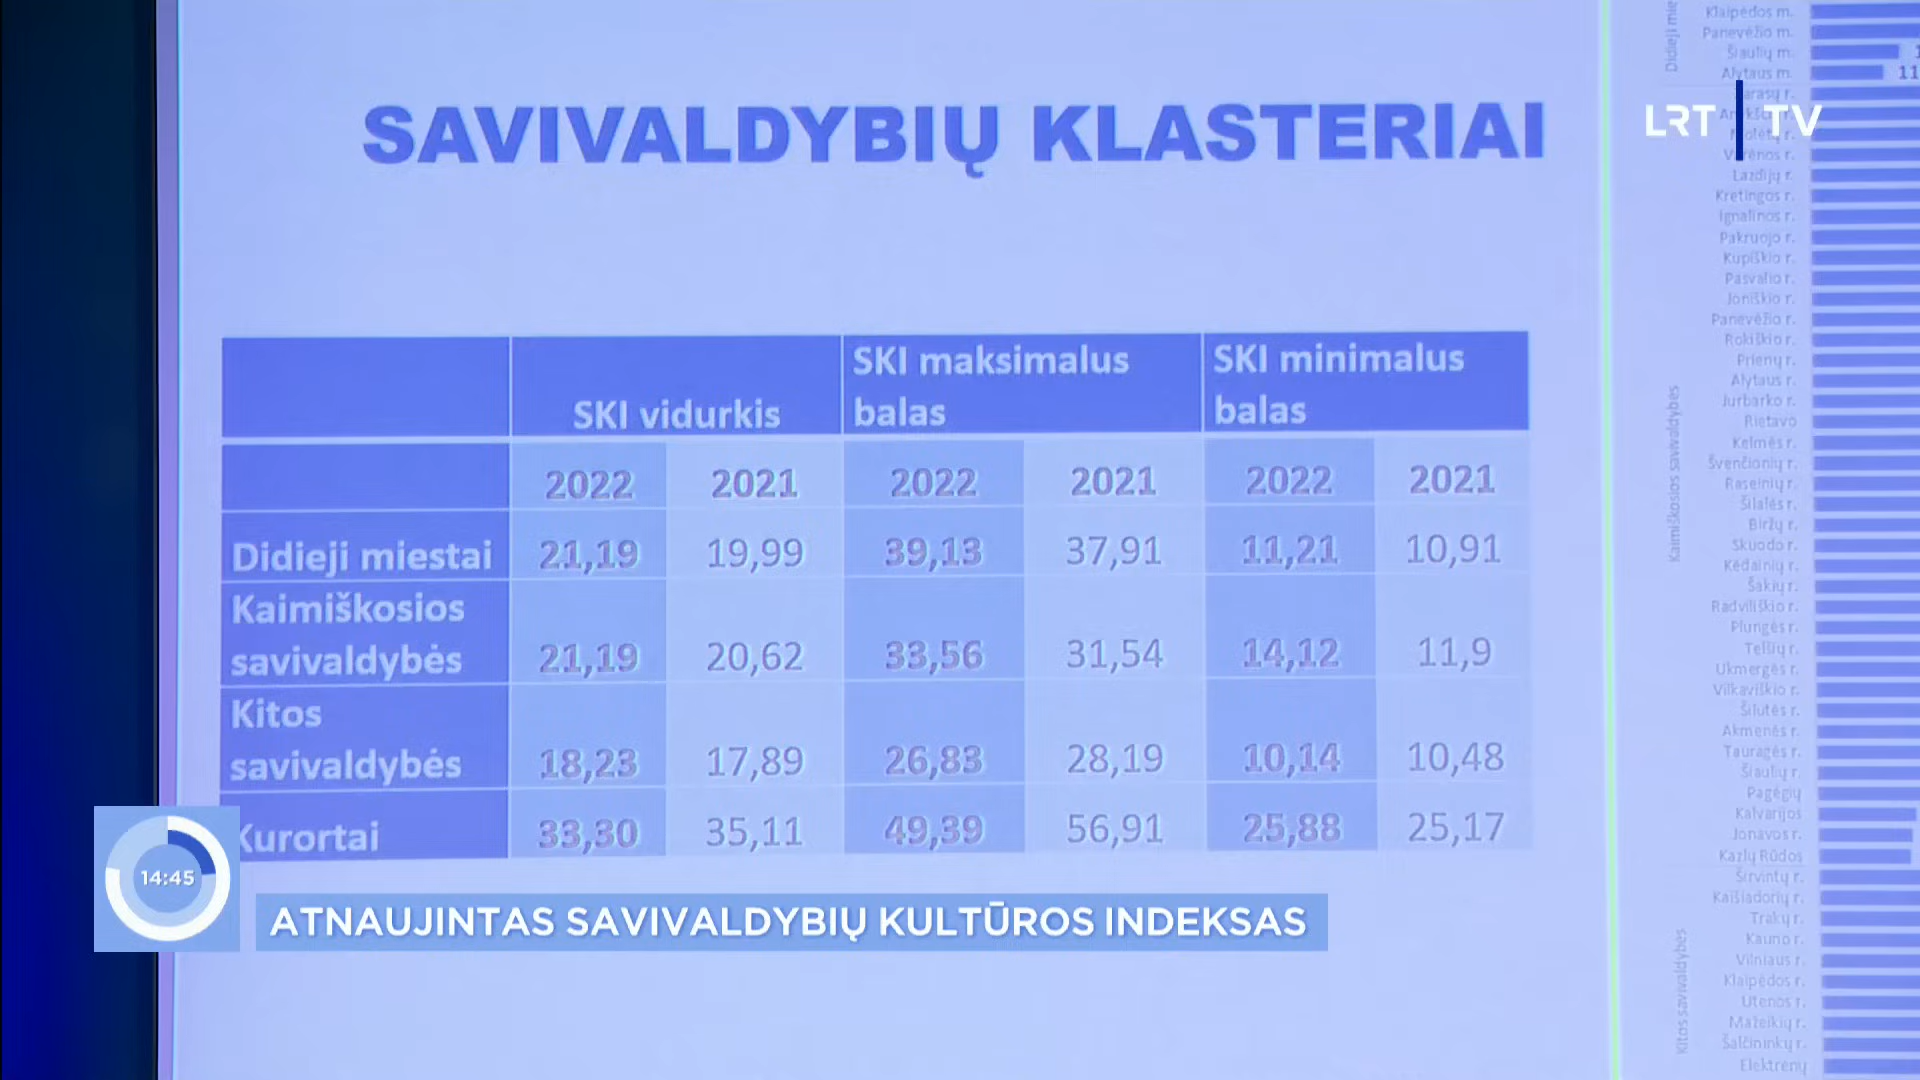 SAVIVALDYBIŲ KLASTERIAI
LRT TV
SKI vidurkis
SKI maksimalus
balas
SKI minimalus
balas
2022 2021 2022 2021 2022 2021
Didieji miestai 21,19 19,99 39,13 37,91 11,21 10,91
Kaimiškosios
savivaldybės 21,19 20,62 33,56 31,54 14,12 11,9
Kitos
savivaldybės 18,23 17,89 26,83 28,19 10,14 10,48
Kurortai 33,30 35,11 49,39 56,91 25,88 25,17
14:45
ATNAUJINTAS SAVIVALDYBIŲ KULTŪROS INDEKSAS
Klaipėdos m.
Panevėžio m.
Šiaulių m.
Alytaus m. 11
Lazdijų r.
Kretingos r.
Ignalinos r.
Pakruojo r.
Kupiškio r.
Pasvalio r.
Joniškio r.
Panevėžio r.
Rokiškio r.
Prienų r.
Alytaus r.
Jurbarko r.
Rietavo
Kelmės r.
Švenčionių r.
Raseinių r.
Šilalės r.
Biržų r.
Skuodo r.
Kėdainių r.
Šakių r.
Radviliškio r.
Plungės r.
Telšių r.
Ukmergės r.
Vilkaviškio r.
Šilutės r.
Akmenės r.
Tauragės r.
Šiaulių r.
Pagėgių
Kalvarijos
Jonavos r.
Kazlų Rūdos
Širvintų r.
Kaišiadorių r.
Trakų r.
Kauno r.
Vilniaus r.
Klaipėdos r.
Utenos r.
Mažeikių r.
Šalčininkų r.
Elektrėnų
Kaimiškosios savivaldybės
Kitos savivaldybės